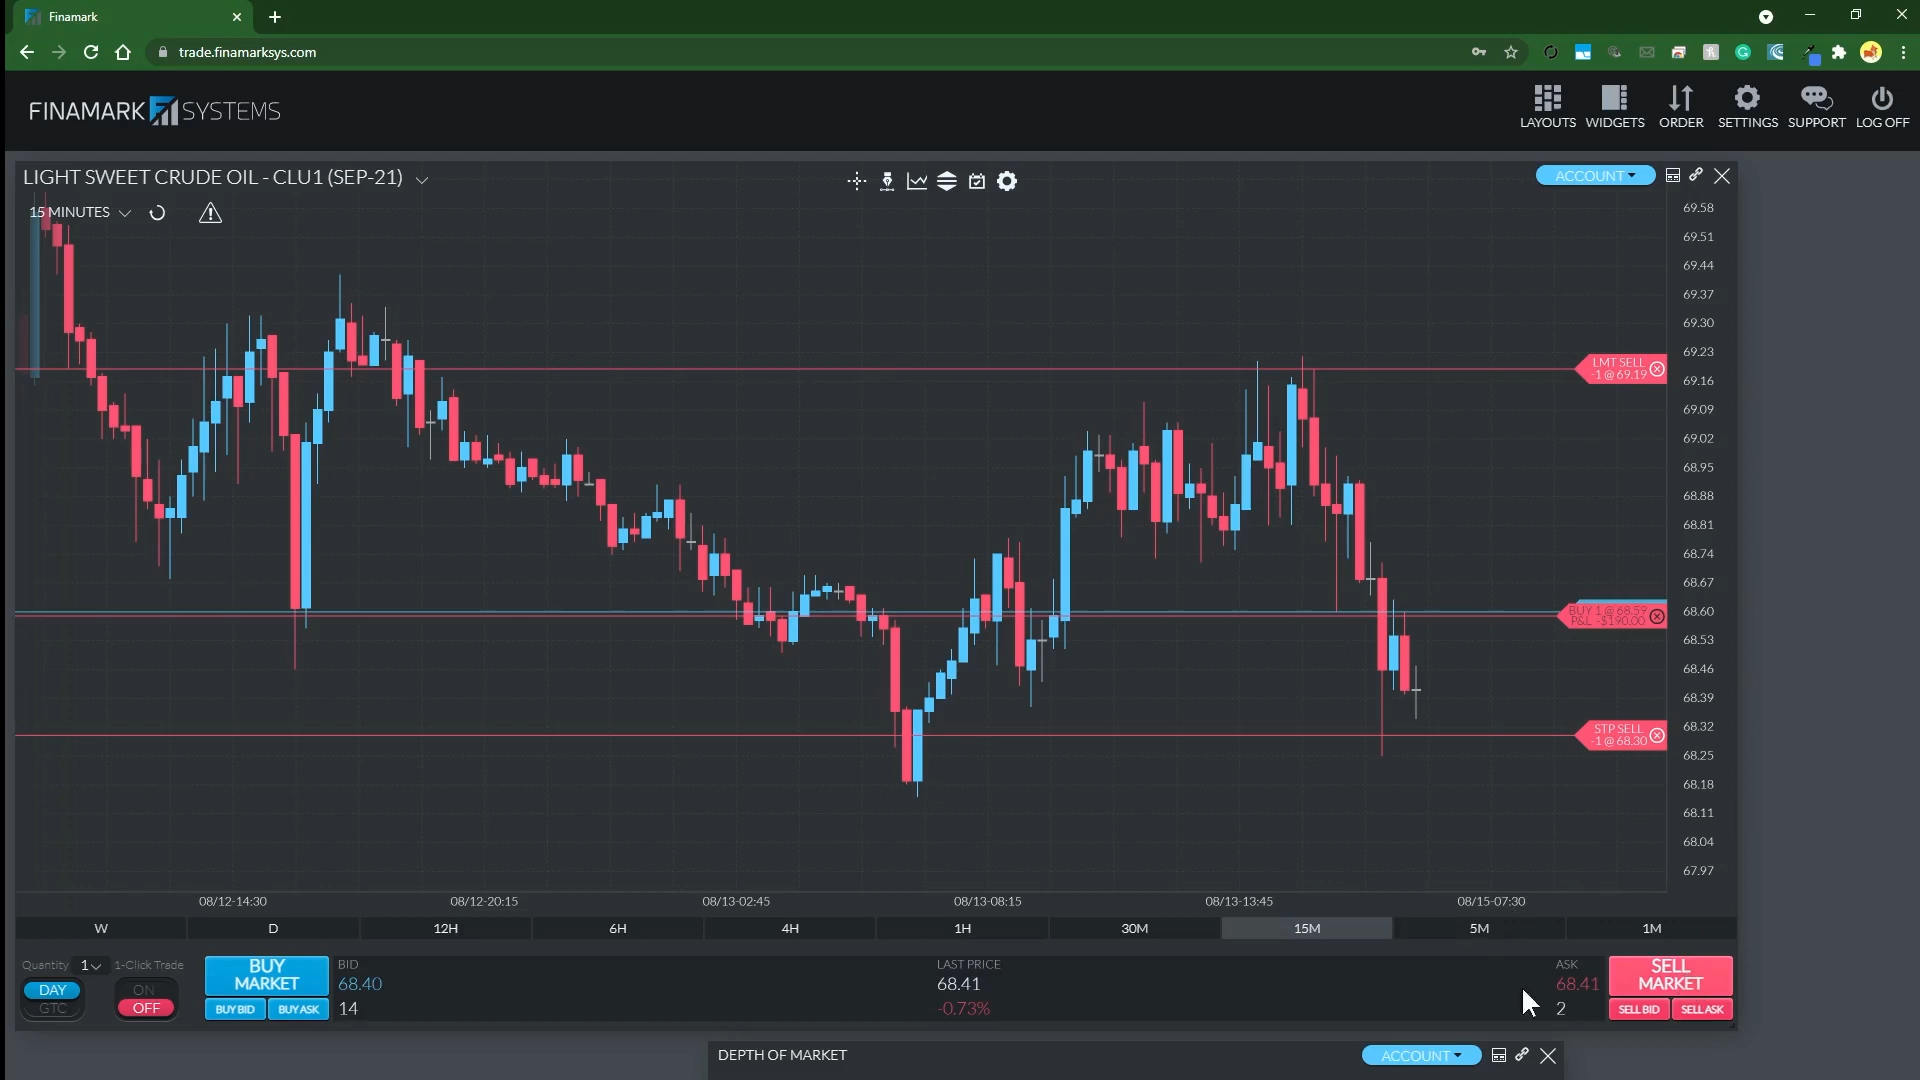 Finamark
trade.finamarksys.com
FINAMARK SYSTEMS
LAYOUTS WIDGETS ORDER SETTINGS SUPPORT LOG OFF
LIGHT SWEET CRUDE OIL - CLU1 (SEP-21)
ACCOUNT
15 MINUTES
69.58
69.51
69.44
69.37
69.30
69.23
LMT SELL
-1 @ 69.19
69.16
69.09
69.02
68.95
68.88
68.81
68.74
68.67
68.60
BUY 1 @ 68.59
P&L -$190.00
68.53
68.46
68.39
68.32
STP SELL
-1 @ 68.30
68.25
68.18
68.11
68.04
67.97
08/12-14:30 08/12-20:15 08/13-02:45 08/13-08:15 08/13-13:45 08/15-07:30
W D 12H 6H 4H 1H 30M 15M 5M 1M
Quantity 1 1-Click Trade
DAY
GTC
ON
OFF
BUY
MARKET
BUY BID BUY ASK
BID
68.40
14
LAST PRICE
68.41
-0.73%
ASK
68.41
2
SELL
MARKET
SELL BID SELL ASK
DEPTH OF MARKET ACCOUNT